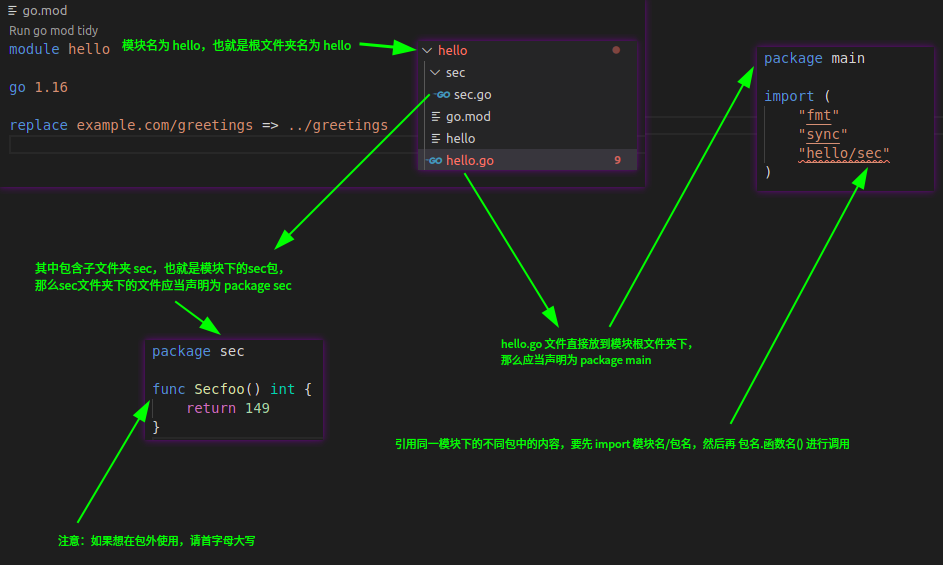 go.mod
Run go mod tidy
module hello
模块名为 hello，也就是根文件夹名为 hello
go 1.16
replace example.com/greetings => ../greetings
hello
sec
GO sec.go
go.mod
hello
GO hello.go 9
package main
import (
"fmt"
"sync"
"hello/sec"
)
其中包含子文件夹 sec，也就是模块下的sec包，
那么sec文件夹下的文件应当声明为 package sec
package sec
func Secfoo() int {
return 149
}
hello.go 文件直接放到模块根文件夹下，
那么应当声明为 package main
引用同一模块下的不同包中的内容，要先 import 模块名/包名，然后再 包名.函数名() 进行调用
注意：如果想在包外使用，请首字母大写